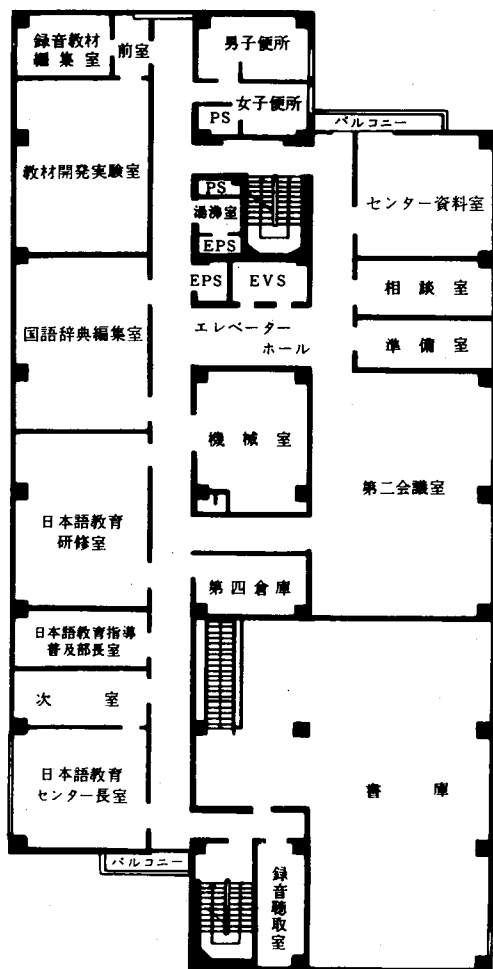 録音教材
編集室
前室
男子便所
女子便所
PS
バルコニー
教材開発実験室
PS
湯沸室
EPS
センター資料室
EPS
EVS
相談室
エレベーター
ホール
国語辞典編集室
準備室
機械室
第二会議室
日本語教育
研修室
第四倉庫
日本語教育指導
普及部長室
次室
日本語教育
センター長室
書庫
バルコニー
録音聴取室